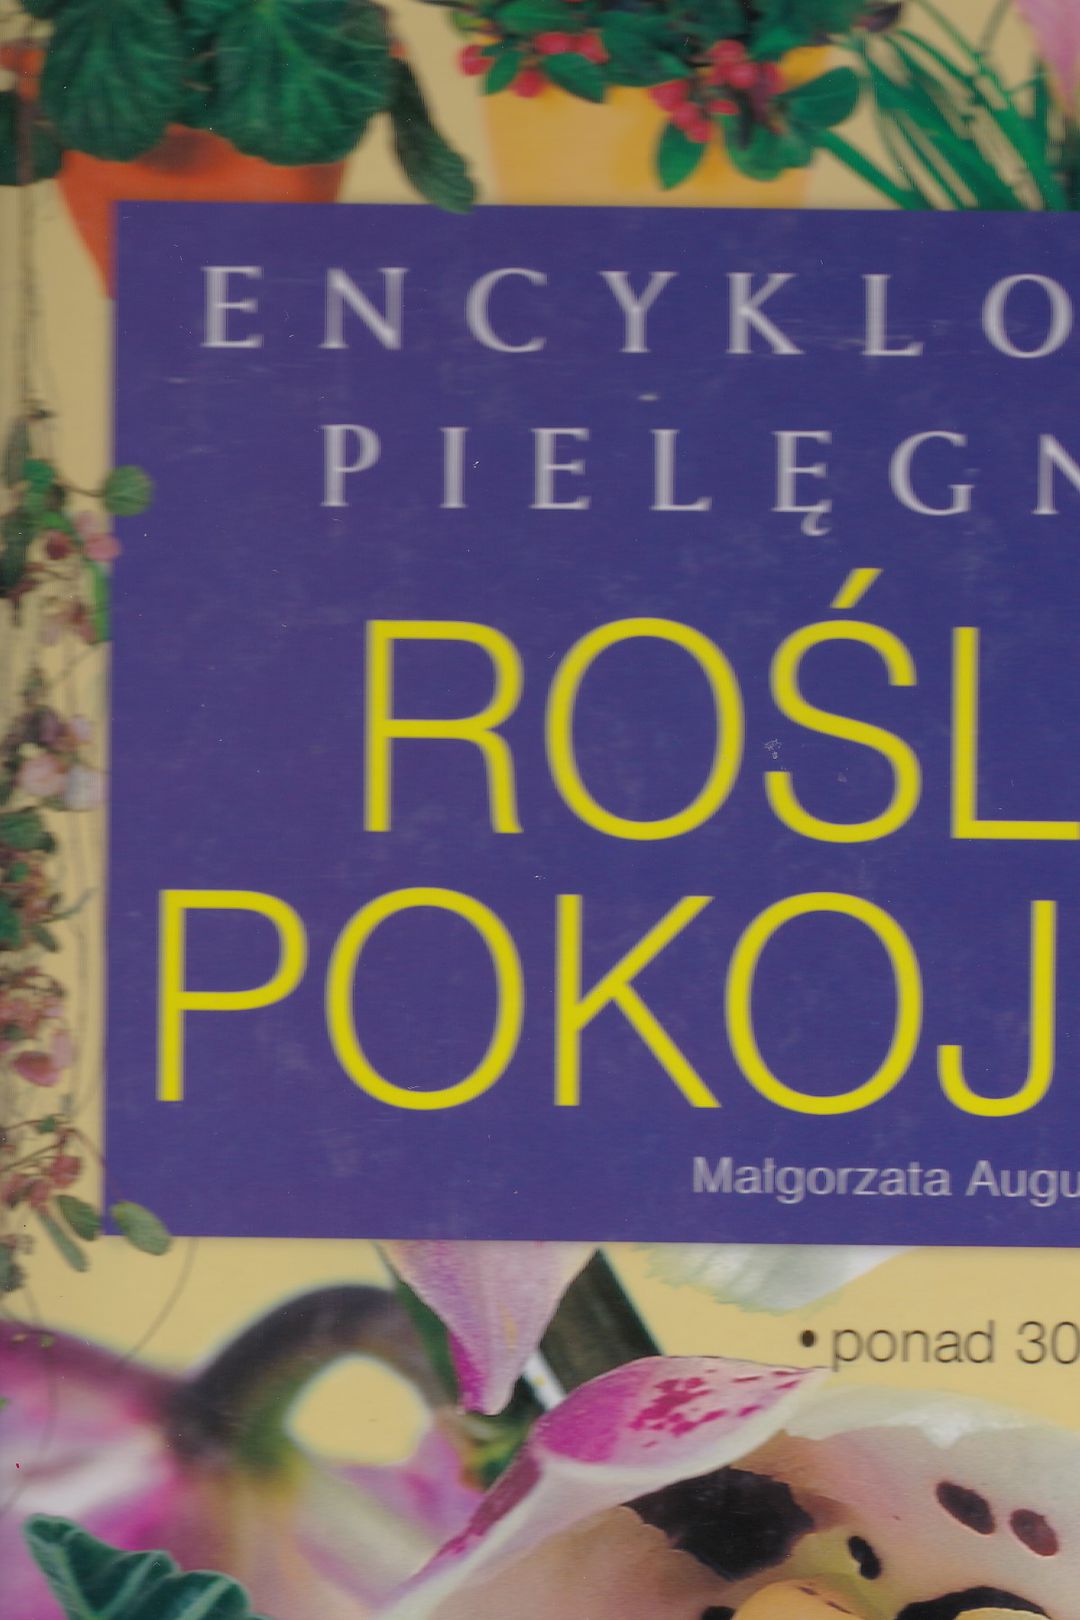 ENCYKLO
PIELĘGN
ROŚL
POKOJ
Małgorzata Augu
•ponad 30